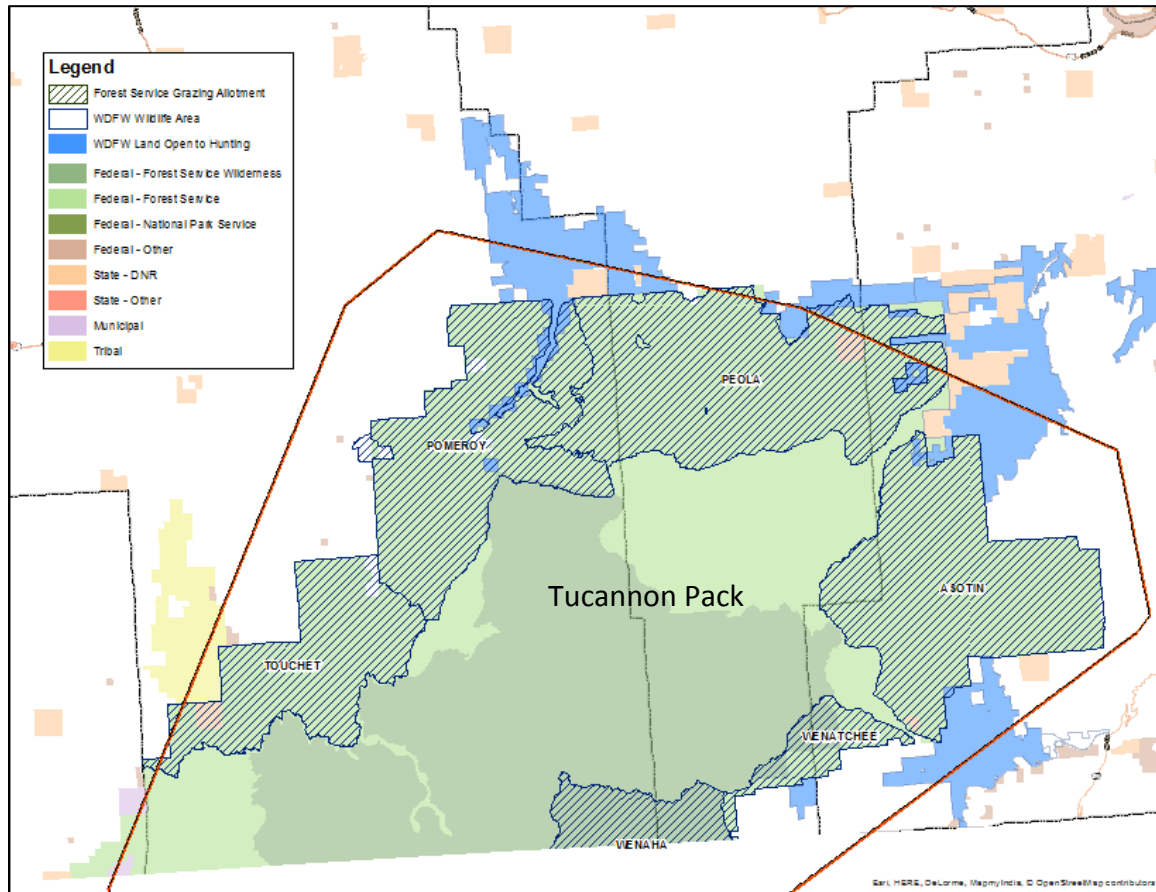 Legend
Forest Service Grazing Allotment
WDFW Wildlife Area
WDFW Land Open to Hunting
Federal - Forest Service Wilderness
Federal - Forest Service
Federal - National Park Service
Federal - Other
State - DNR
State - Other
Municipal
Tribal
PEOLA
POMEROY
Tucannon Pack
ASOTIN
TOUCHET
WENATCHEE
WENAHA
Esri, HERE, DeLorme, MapmyIndia, © OpenStreetMap contributors